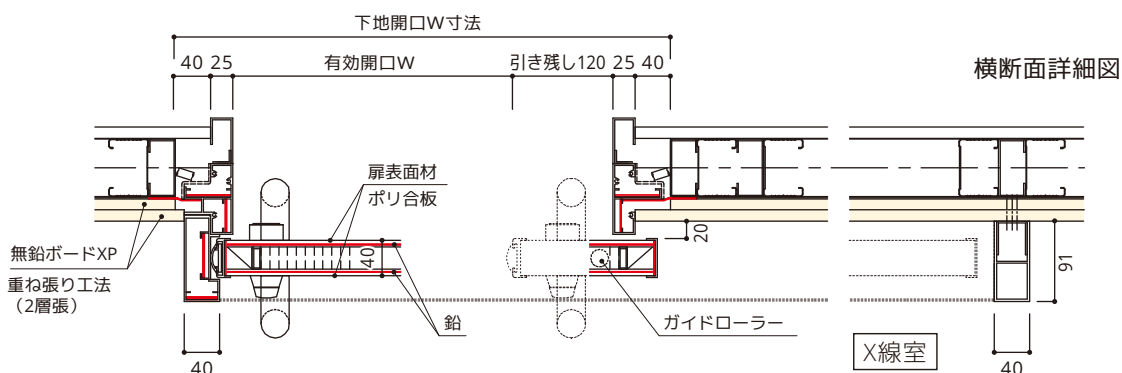 下地開口W寸法
40 25 有効開口W 引き残し120 25 40
横断面詳細図
扉表面材
ポリ合板
無鉛ボードXP
重ね張り工法
（2層張）
40
20
91
鉛
ガイドローラー
X線室
40
40